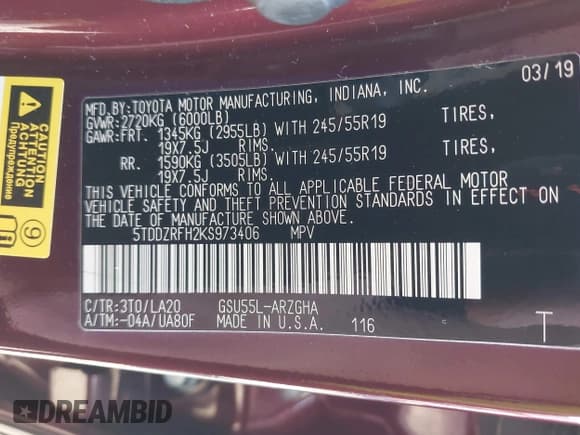 03/19
MFD.BY:TOYOTA MOTOR MANUFACTURING, INDIANA, INC.
GVWR:2720KG (6000LB)
GAWR:FRT. 1345KG (2955LB) WITH 245/55R19 TIRES,
19X7.5J RIMS.
RR. 1590KG (3505LB) WITH 245/55R19 TIRES,
19X7.5J RIMS.
THIS VEHICLE CONFORMS TO ALL APPLICABLE FEDERAL MOTOR
VEHICLE SAFETY AND THEFT PREVENTION STANDARDS IN EFFECT ON
THE DATE OF MANUFACTURE SHOWN ABOVE.
5TDDZRFH2KS973406 MPV
C/TR:3T0/LA20 GSU55L-ARZGHA
A/TM:-04A/UA80F MADE IN U.S.A. 116 T
CAUTION
ATTENTION
ACHTUNG
Предупреждение
9
DREAMBID